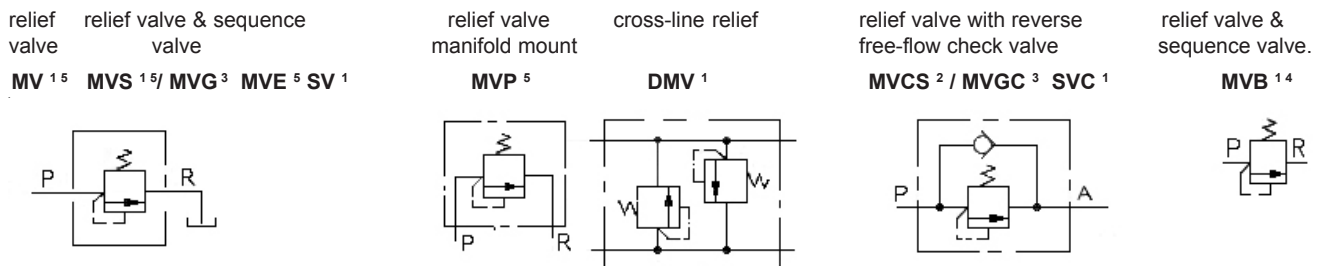 relief relief valve & sequence relief valve cross-line relief relief valve with reverse relief valve &
valve valve manifold mount free-flow check valve sequence valve.
MV ¹ ⁵ MVS ¹ ⁵/ MVG ³ MVE ⁵ SV ¹ MVP ⁵ DMV ¹ MVCS ² / MVGC ³ SVC ¹ MVB ¹ ⁴
P R
P R
P A
P R